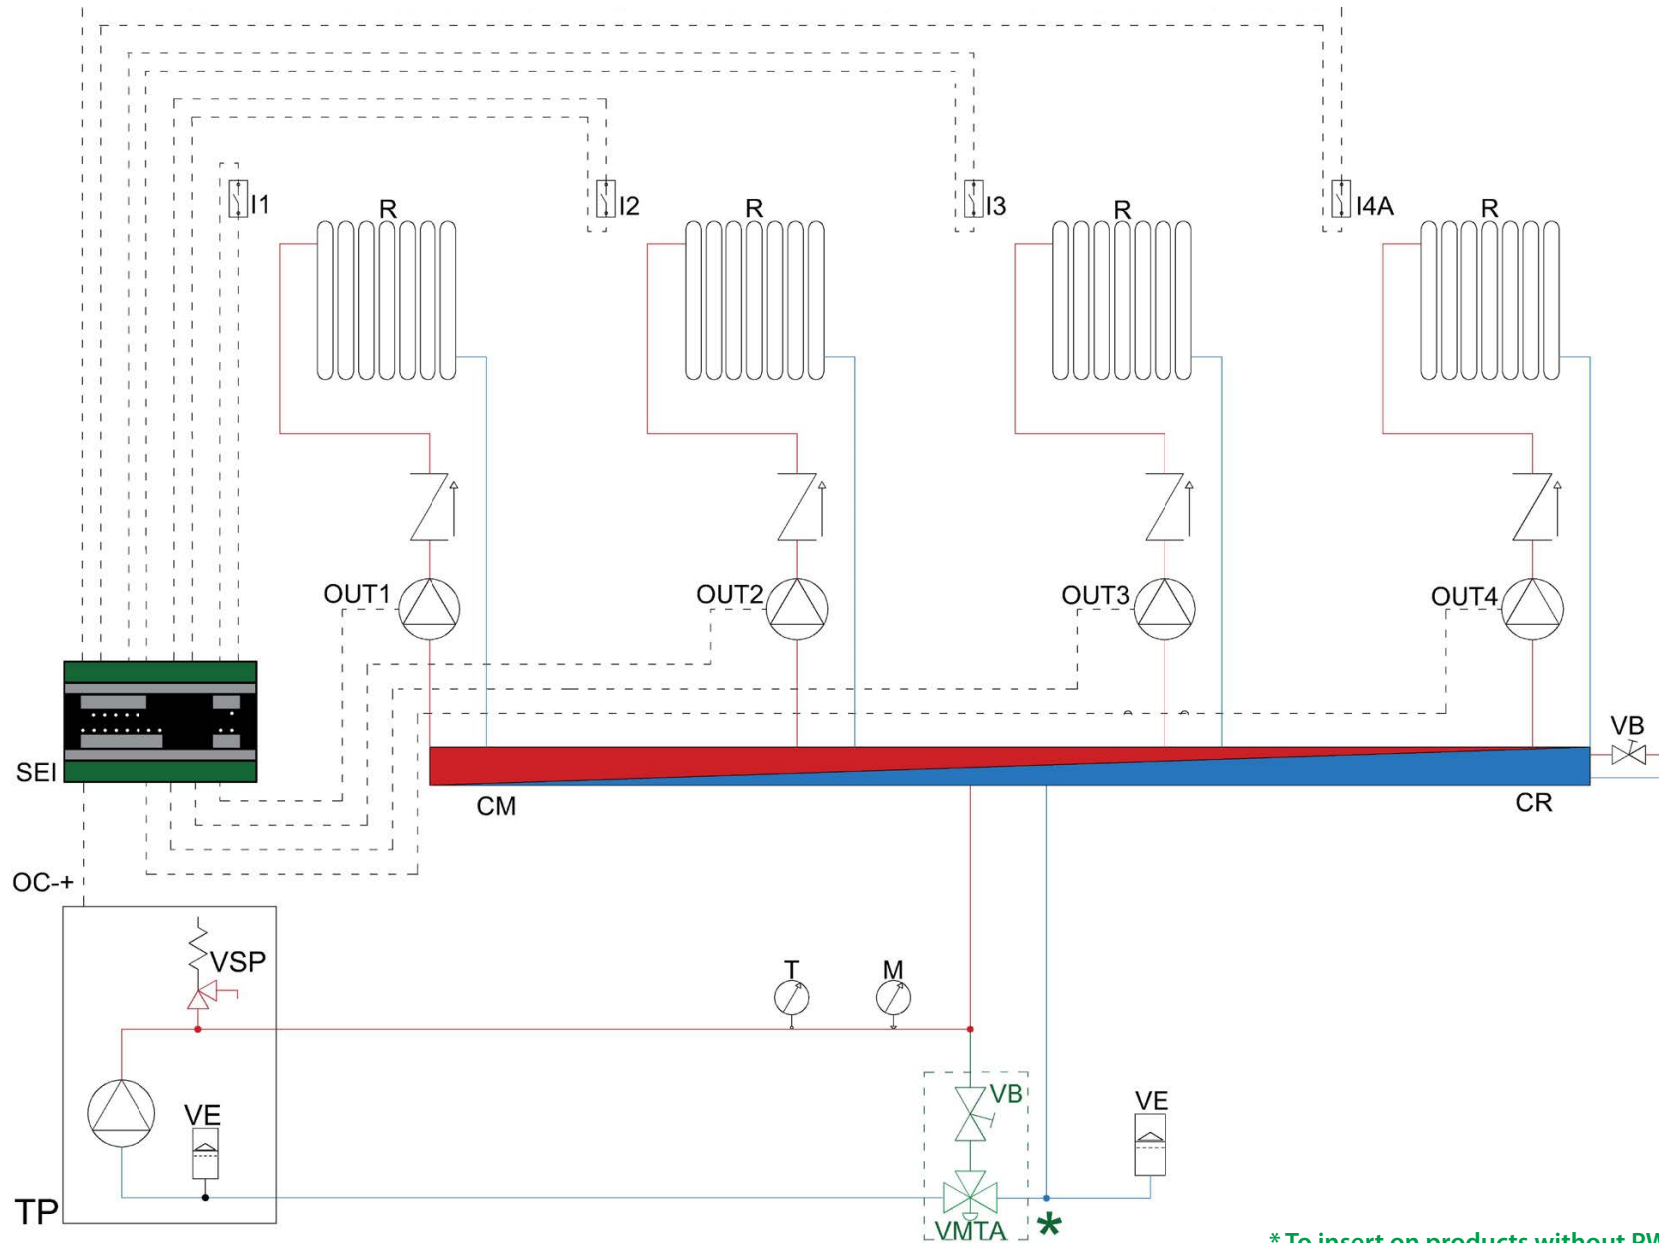 I1
R
I2
R
I3
R
I4A
R
OUT1
OUT2
OUT3
OUT4
VB
SEI
CM
CR
OC-+
VSP
T
M
VE
VB
VE
TP
VMTA
*
* To insert on products without